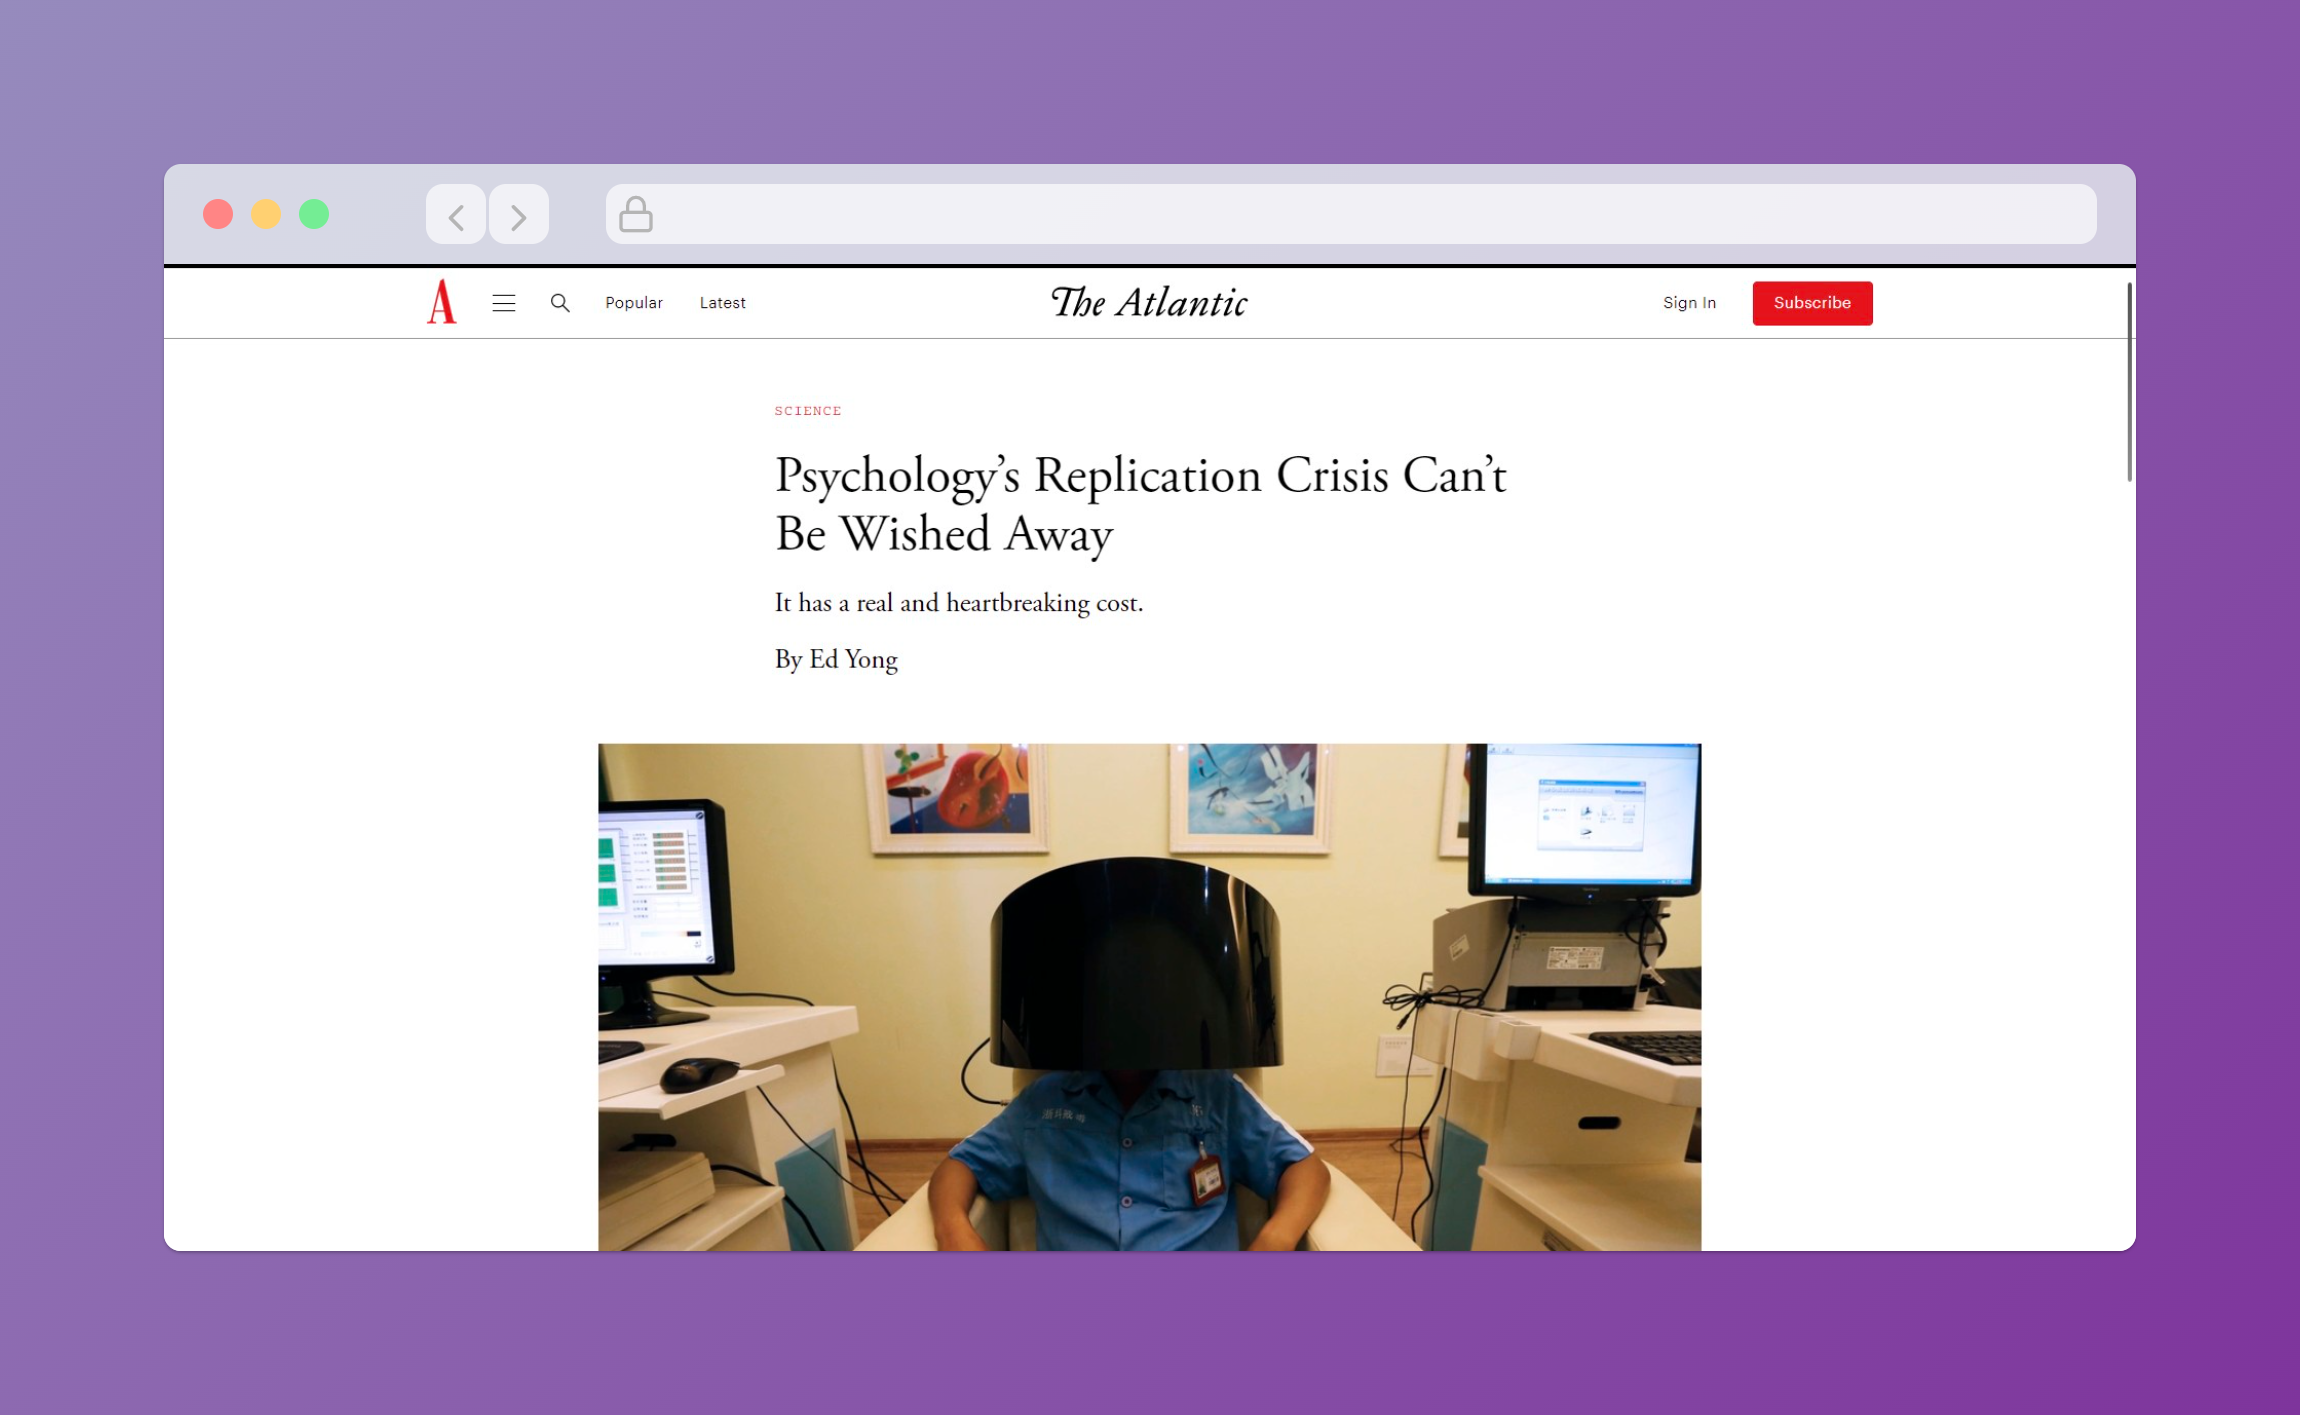 A
Popular
Latest
The Atlantic
Sign In
Subscribe
SCIENCE
Psychology’s Replication Crisis Can’t
Be Wished Away
It has a real and heartbreaking cost.
By Ed Yong